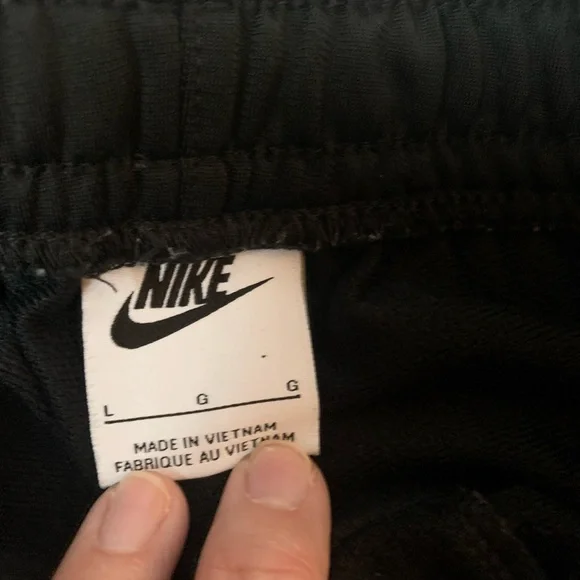 NIKE
L G G
MADE IN VIETNAM
FABRIQUE AU VIETNAM